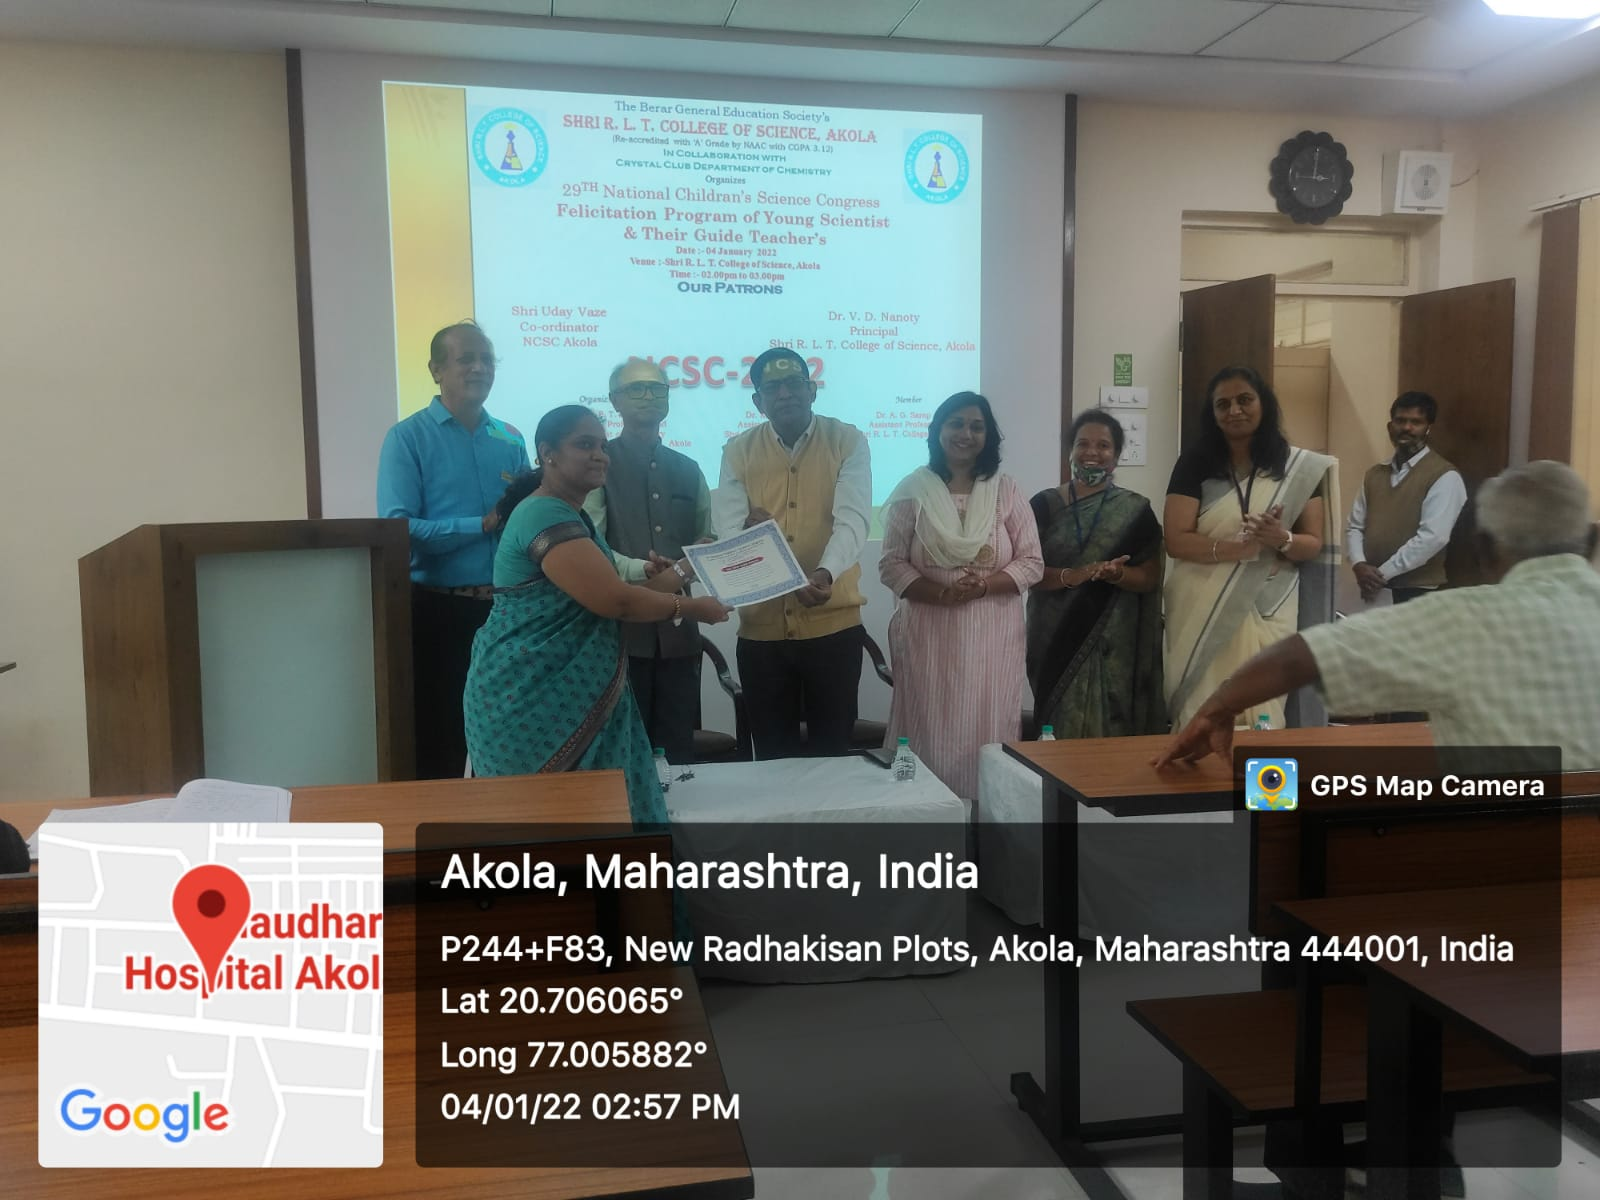 The Berar General Education Society's
SHRI R. L. T. COLLEGE OF SCIENCE, AKOLA
(Re-accredited with 'A' Grade by NAAC with CGPA 3.12)
IN COLLABORATION WITH
CRYSTAL CLUB DEPARTMENT OF CHEMISTRY
Organizes
29TH National Childran's Science Congress
Felicitation Program of Young Scientist
& Their Guide Teacher's
Date :- 04 January 2022
Venue :-Shri R. L. T. College of Science, Akola
Time :- 02.00pm to 03.00pm
OUR PATRONS
Shri Uday Vaze
Co-ordinator
NCSC Akola
Dr. V. D. Nanoty
Principal
Shri R. L. T. College of Science, Akola
Member
Dr. A. G.
Akola
GPS Map Camera
Akola, Maharashtra, India
P244+F83, New Radhakisan Plots, Akola, Maharashtra 444001, India
Lat 20.706065°
Long 77.005882°
04/01/22 02:57 PM
audhar
Hospital Akol
Google